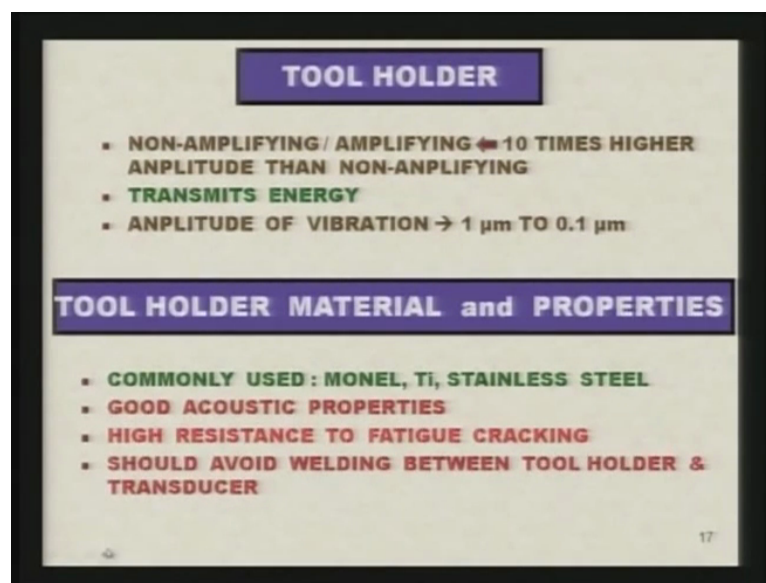 TOOL HOLDER
▪ NON-AMPLIFYING / AMPLIFYING ⬅ 10 TIMES HIGHER
ANPLITUDE THAN NON-ANPLIFYING
▪ TRANSMITS ENERGY
▪ ANPLITUDE OF VIBRATION → 1 µm TO 0.1 µm
TOOL HOLDER MATERIAL and PROPERTIES
▪ COMMONLY USED : MONEL, Ti, STAINLESS STEEL
▪ GOOD ACOUSTIC PROPERTIES
▪ HIGH RESISTANCE TO FATIGUE CRACKING
▪ SHOULD AVOID WELDING BETWEEN TOOL HOLDER &
TRANSDUCER
17